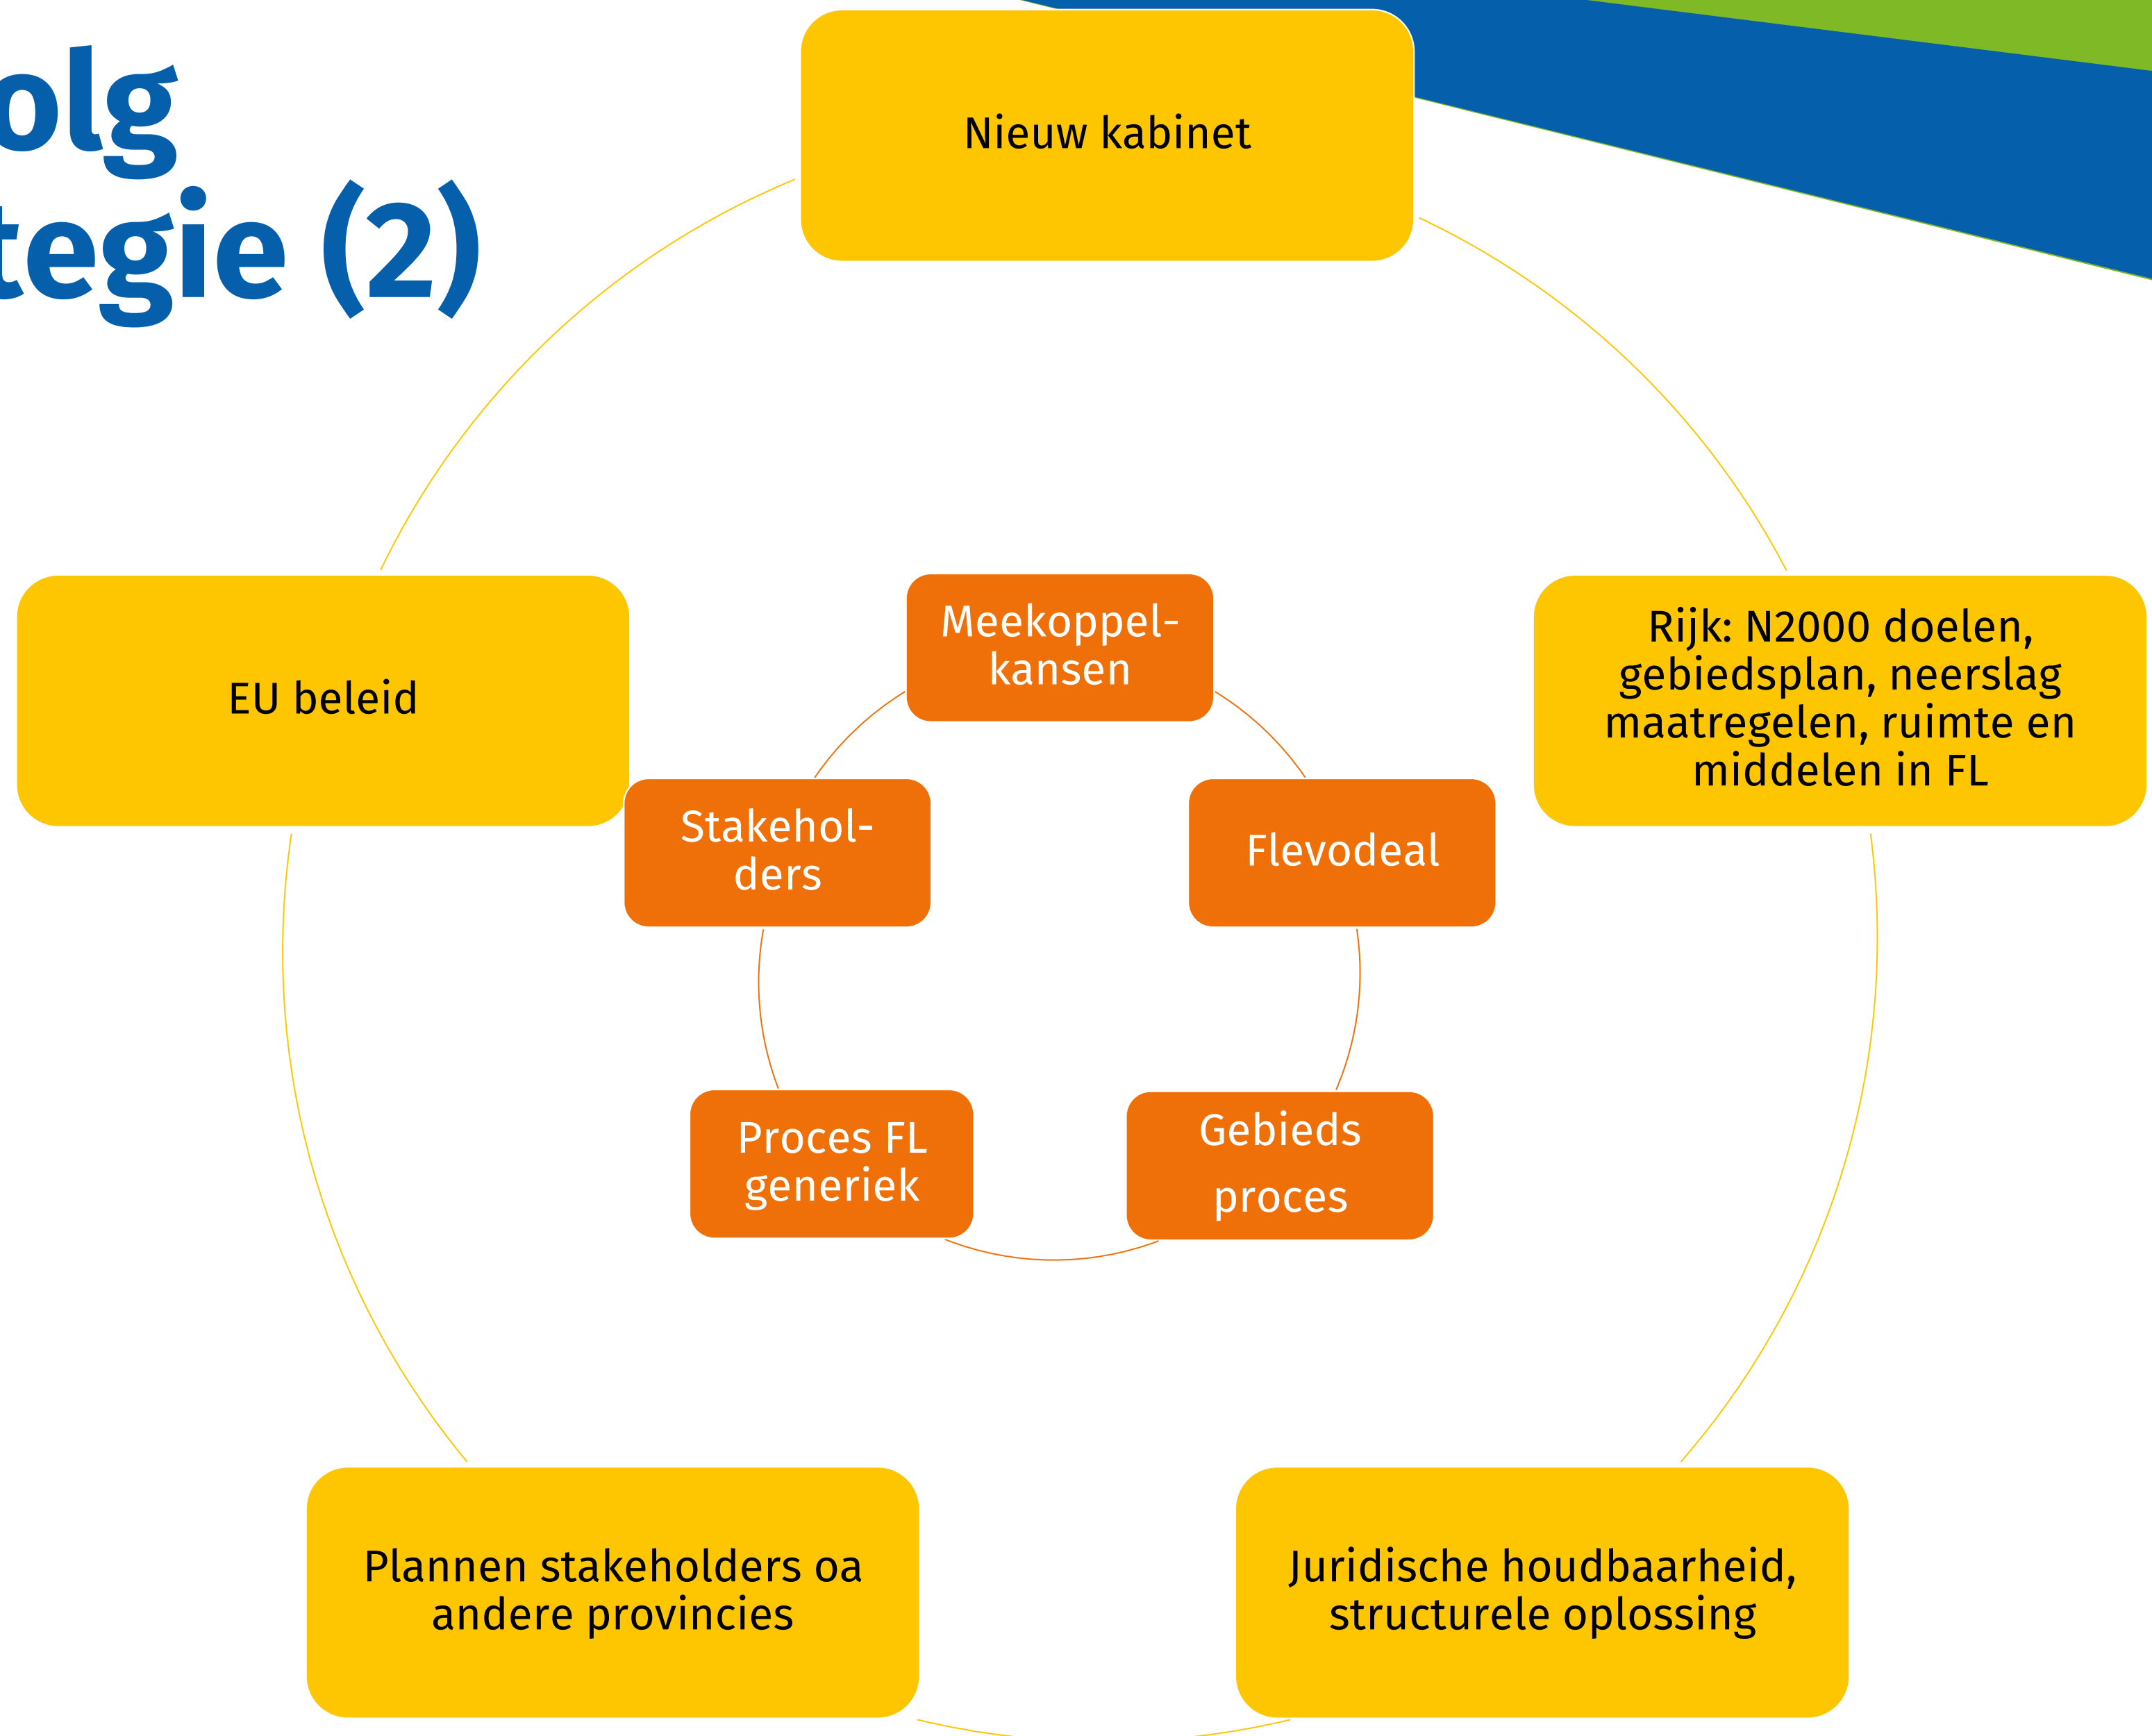 olg
tegie (2)
Nieuw kabinet
EU beleid
Meekoppel-
kansen
Rijk: N2000 doelen,
gebiedsplan, neerslag
maatregelen, ruimte en
middelen in FL
Stakehol-
ders
Flevodeal
Proces FL
generiek
Gebieds
proces
Plannen stakeholders oa
andere provincies
Juridische houdbaarheid,
structurele oplossing